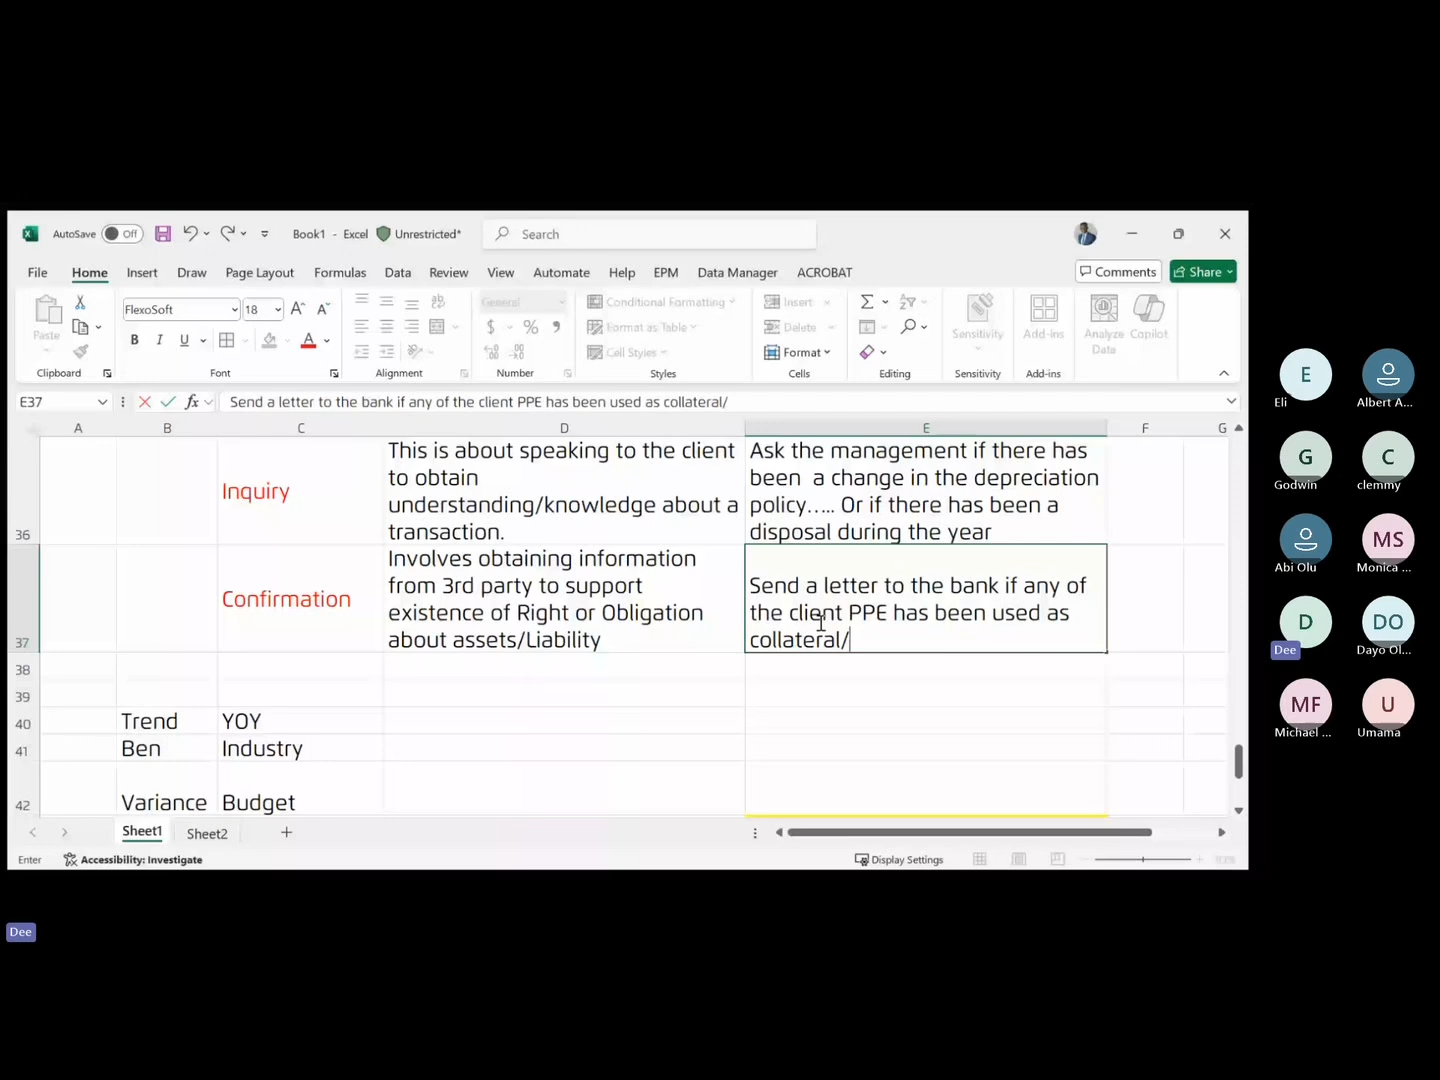 AutoSave Off Book1 - Excel Unrestricted* Search
File Home Insert Draw Page Layout Formulas Data Review View Automate Help EPM Data Manager ACROBAT Comments Share
Paste FlexoSoft 18 A^ A˅ General Conditional Formatting Insert Σ Sensitivity Add-ins Analyze Data Copilot
B I U A $ % , Format as Table Delete
Cell Styles Format
Clipboard Font Alignment Number Styles Cells Editing Sensitivity Add-ins
E37 fx Send a letter to the bank if any of the client PPE has been used as collateral/
A B C D E F G
36
Inquiry
This is about speaking to the client
to obtain
understanding/knowledge about a
transaction.
Ask the management if there has
been  a change in the depreciation
policy..... Or if there has been a
disposal during the year
37
Confirmation
Involves obtaining information
from 3rd party to support
existence of Right or Obligation
about assets/Liability
Send a letter to the bank if any of
the client PPE has been used as
collateral/
38
39
40 Trend YOY
41 Ben Industry
42 Variance Budget
Sheet1 Sheet2
Enter Accessibility: Investigate Display Settings
E
Eli
Albert A...
G
Godwin
C
clemmy
Abi Olu
MS
Monica ...
D
Dee
DO
Dayo Ol...
MF
Michael ...
U
Umama
Dee